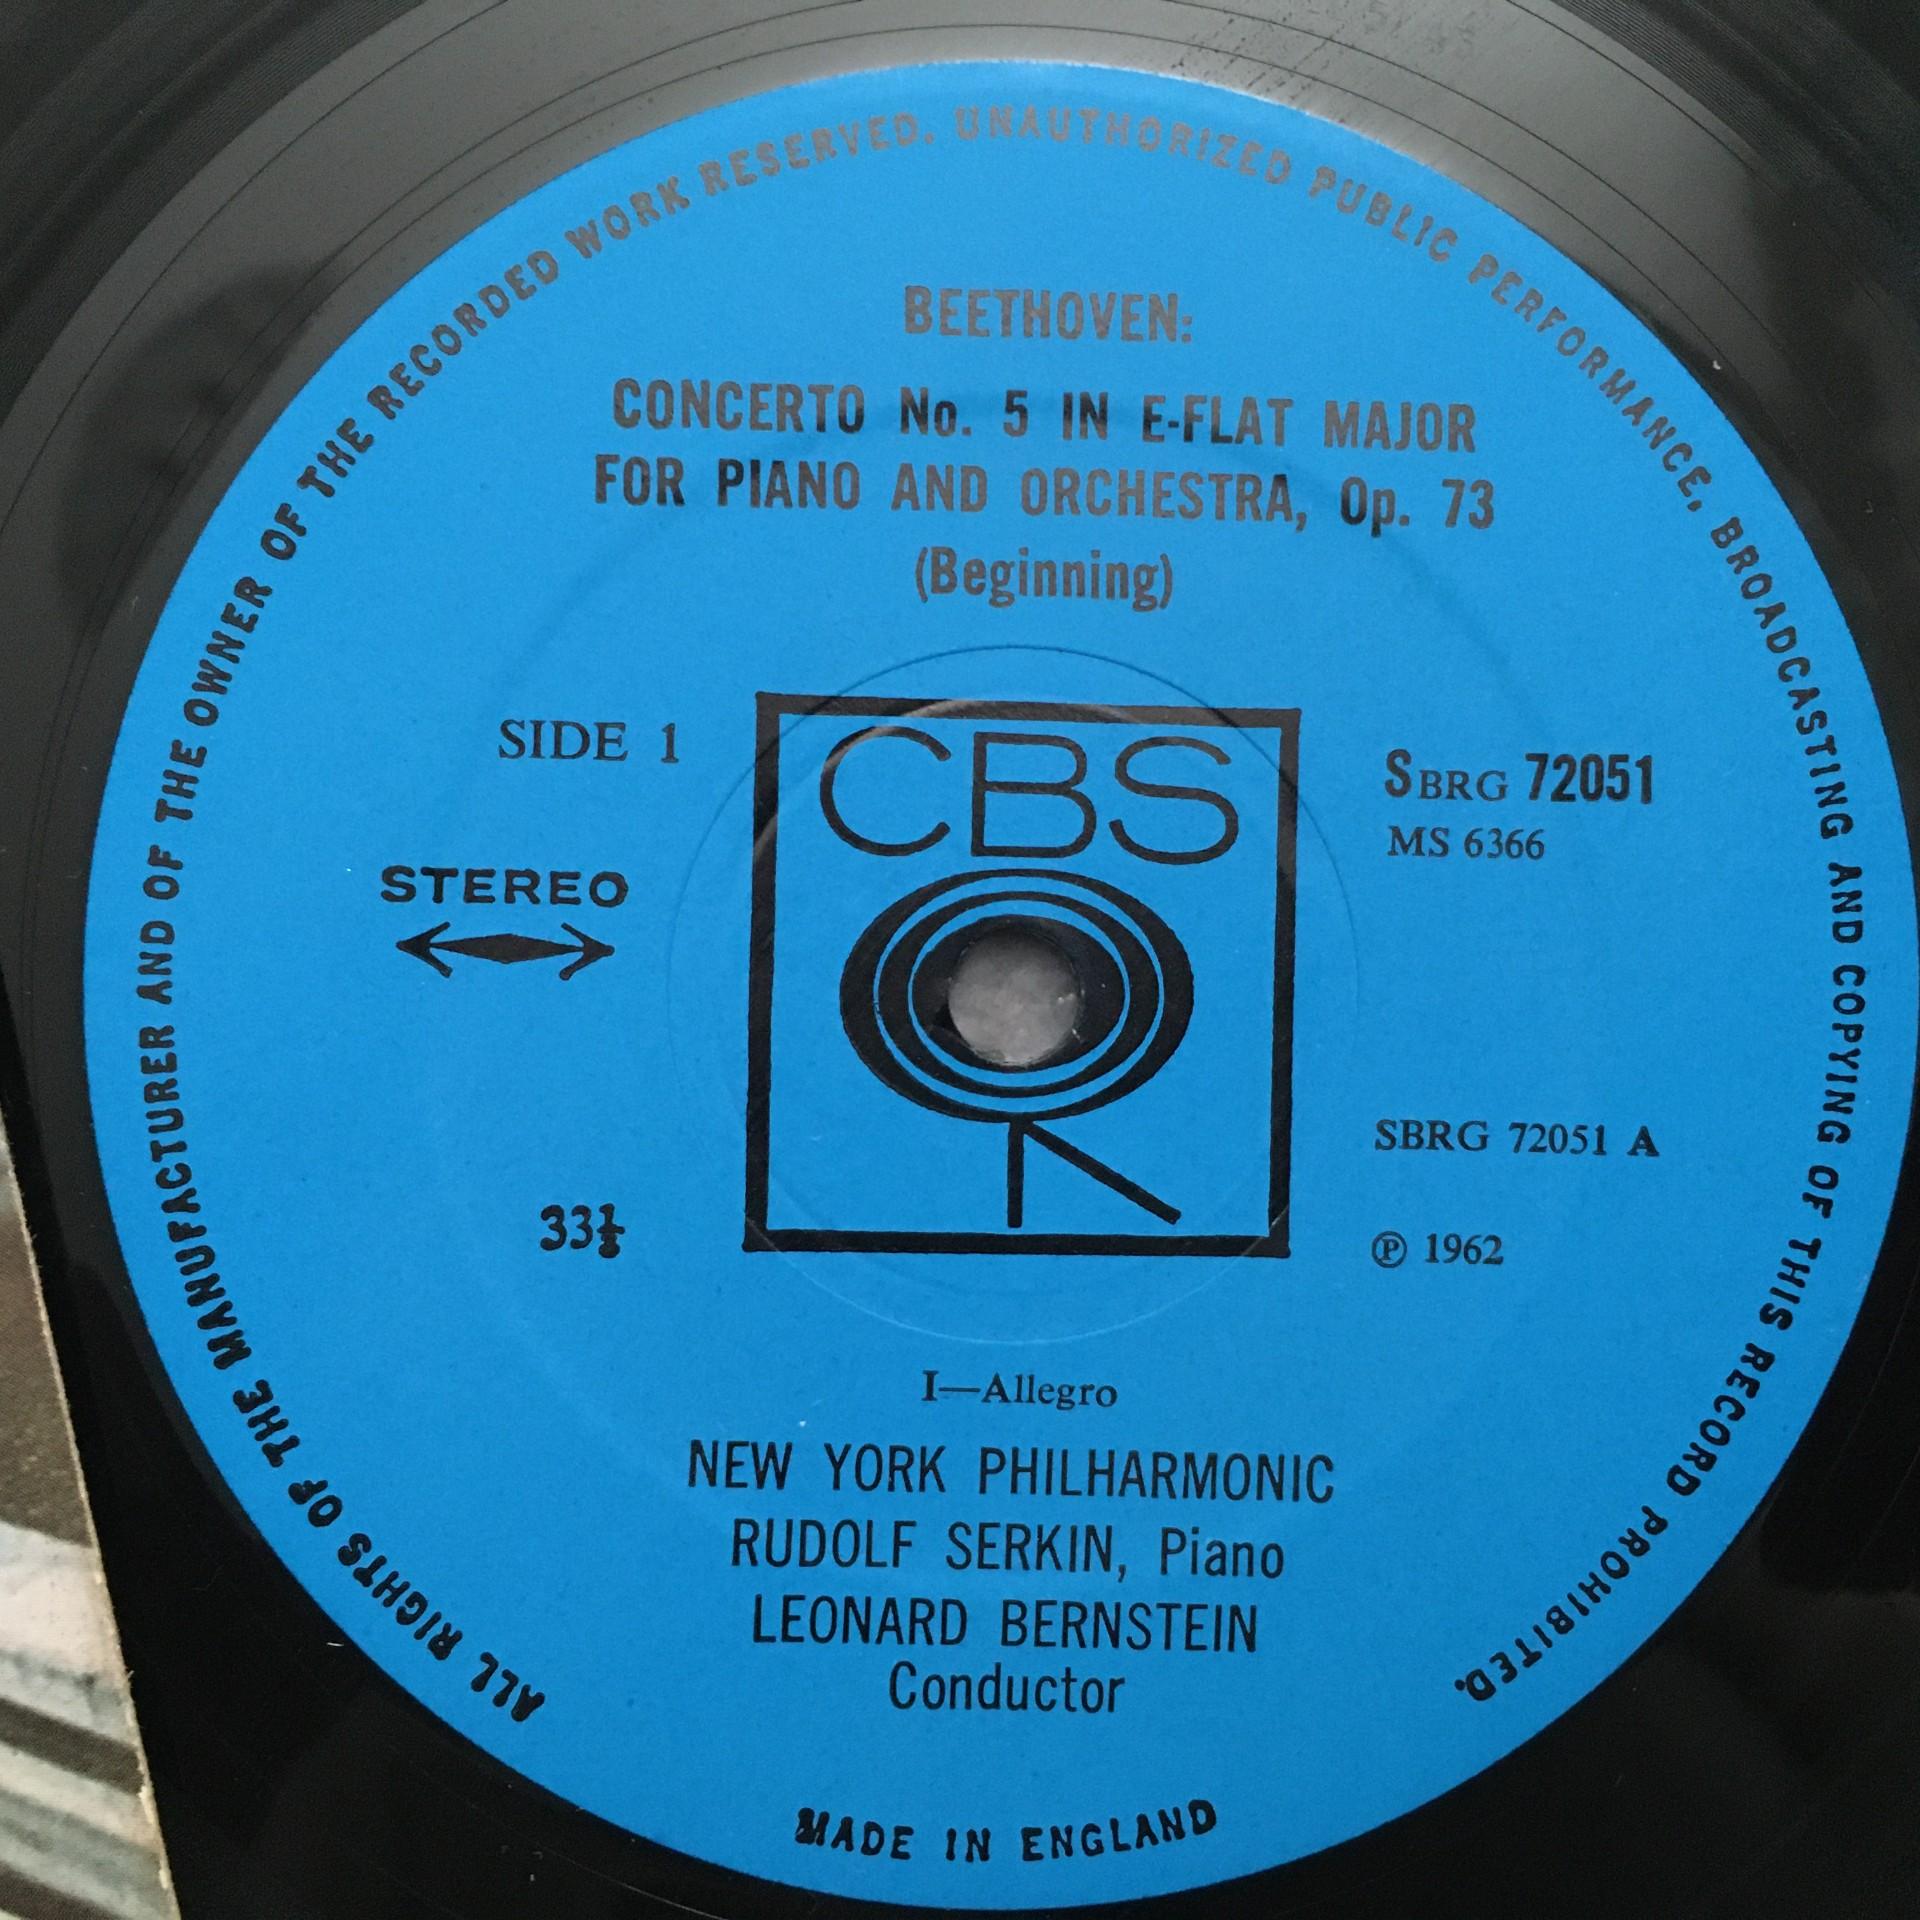 ALL RIGHTS OF THE MANUFACTURER AND OF THE OWNER OF THE RECORDED WORK RESERVED. UNAUTHORIZED PUBLIC PERFORMANCE, BROADCASTING AND COPYING OF THIS RECORD PROHIBITED.
BEETHOVEN:
CONCERTO No. 5 IN E-FLAT MAJOR
FOR PIANO AND ORCHESTRA, Op. 73
(Beginning)
SIDE 1
CBS
SBRG 72051
MS 6366
STEREO
SBRG 72051 A
33⅓
℗ 1962
I—Allegro
NEW YORK PHILHARMONIC
RUDOLF SERKIN, Piano
LEONARD BERNSTEIN
Conductor
MADE IN ENGLAND